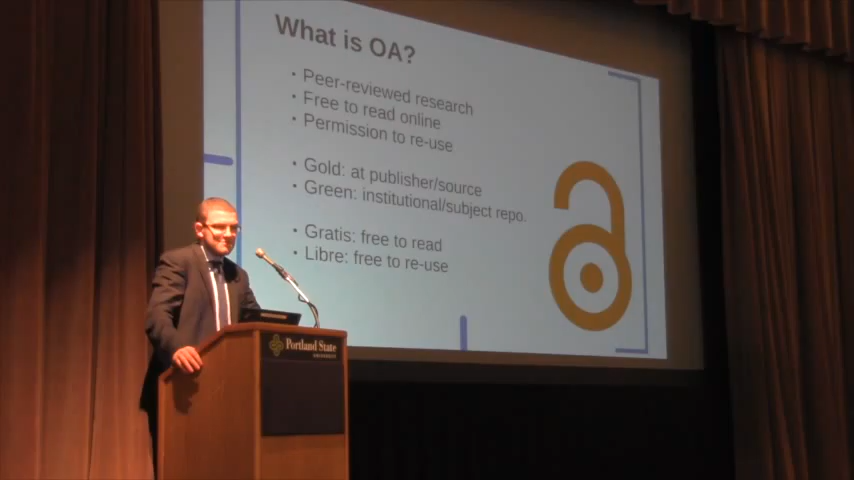 What is OA?
• Peer-reviewed research
• Free to read online
• Permission to re-use
• Gold: at publisher/source
• Green: institutional/subject repo.
• Gratis: free to read
• Libre: free to re-use
Portland State
UNIVERSITY